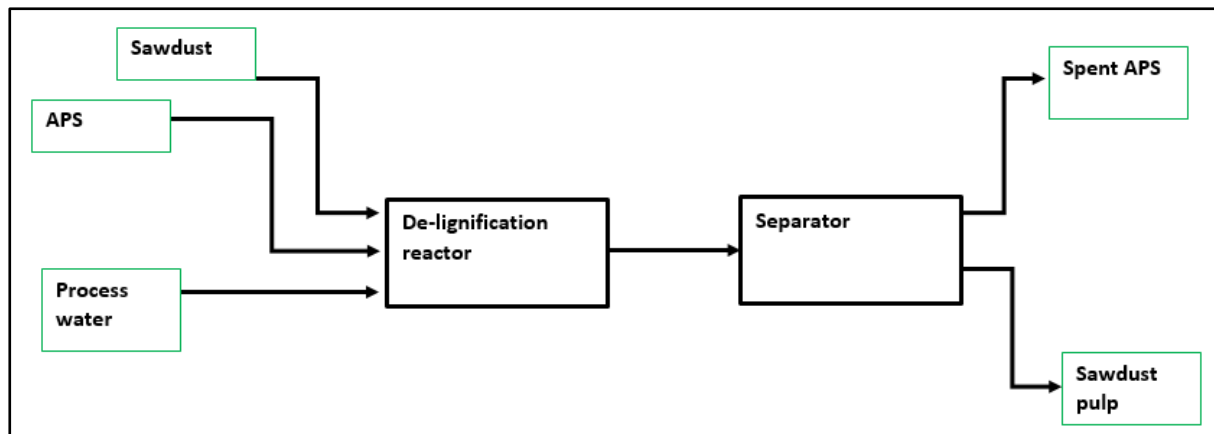 Sawdust
APS
Process
water
De-lignification
reactor
Separator
Spent APS
Sawdust
pulp